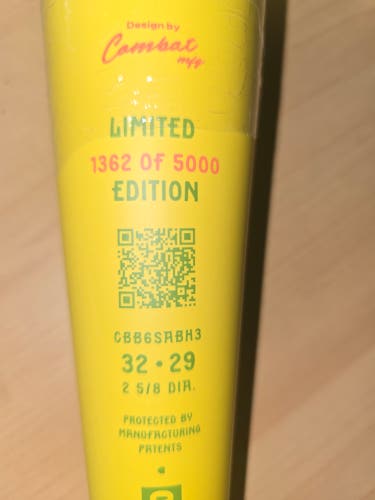 Design by
Combat
mfg
LIMITED
1362 OF 5000
EDITION
CBB6SABH3
32 • 29
2 5/8 DIA.
PROTECTED BY
MANUFACTURING
PATENTS